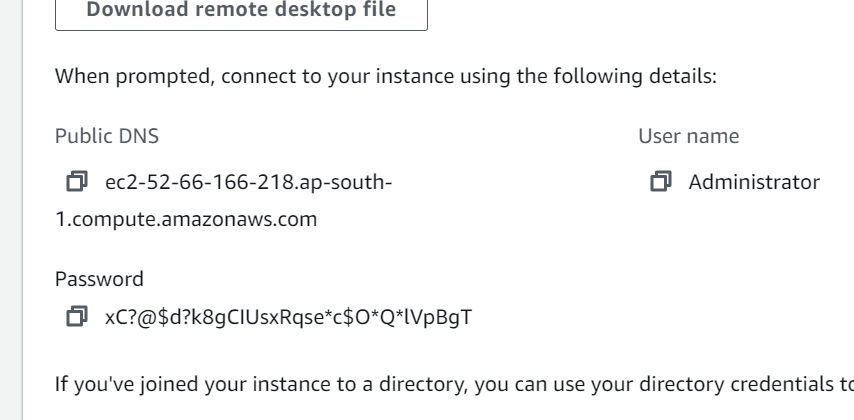 Download remote desktop file
When prompted, connect to your instance using the following details:
Public DNS
User name
ec2-52-66-166-218.ap-south-
1.compute.amazonaws.com
Administrator
Password
xC?@$d?k8gCIUsxRqse*c$O*Q*lVpBgT
If you've joined your instance to a directory, you can use your directory credentials